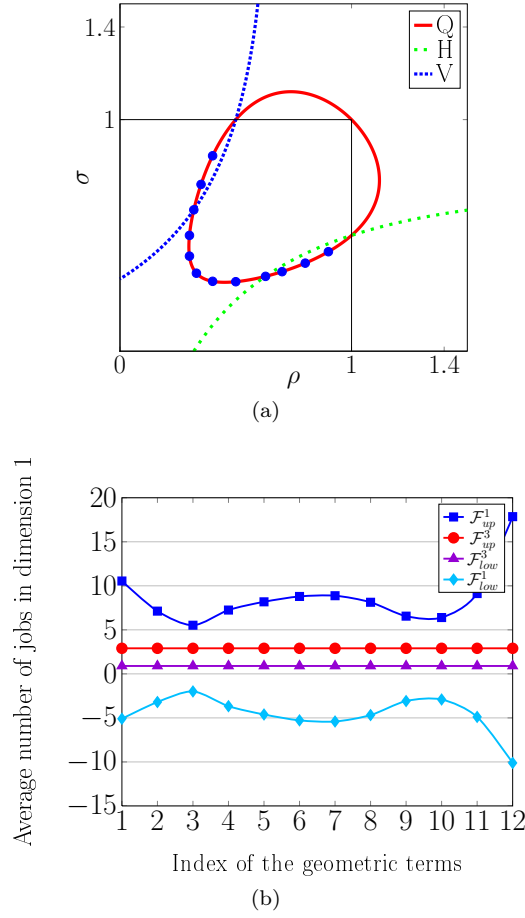 1.4
Q
H
V
1
σ
0
1
1.4
ρ
(a)
Average number of jobs in dimension 1
20
15
10
5
0
−5
−10
−15
F^1_up
F^3_up
F^3_low
F^1_low
1 2 3 4 5 6 7 8 9 10 11 12
Index of the geometric terms
(b)